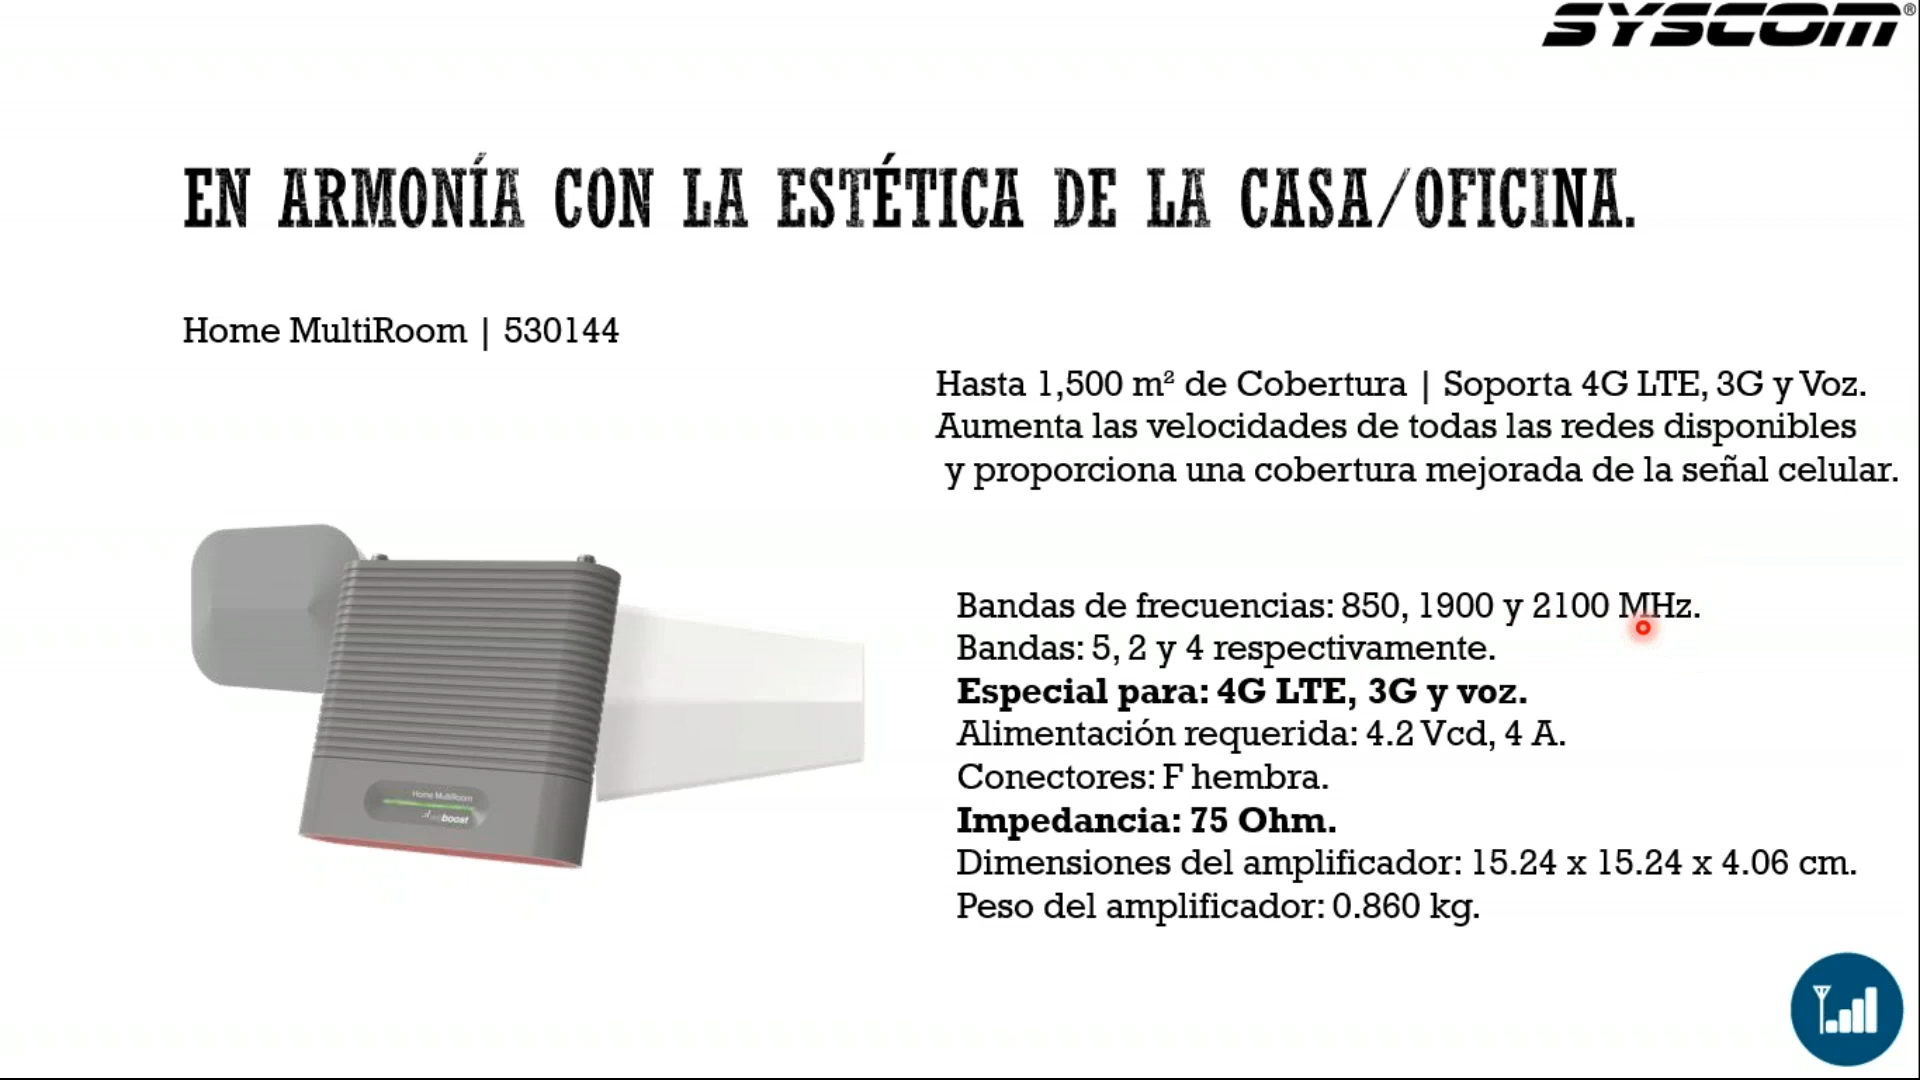 SYSCOM®
EN ARMONÍA CON LA ESTÉTICA DE LA CASA/OFICINA.
Home MultiRoom | 530144
Hasta 1,500 m² de Cobertura | Soporta 4G LTE, 3G y Voz.
Aumenta las velocidades de todas las redes disponibles
y proporciona una cobertura mejorada de la señal celular.
Bandas de frecuencias: 850, 1900 y 2100 MHz.
Bandas: 5, 2 y 4 respectivamente.
Especial para: 4G LTE, 3G y voz.
Alimentación requerida: 4.2 Vcd, 4 A.
Conectores: F hembra.
Impedancia: 75 Ohm.
Dimensiones del amplificador: 15.24 x 15.24 x 4.06 cm.
Peso del amplificador: 0.860 kg.
Home MultiRoom
boost